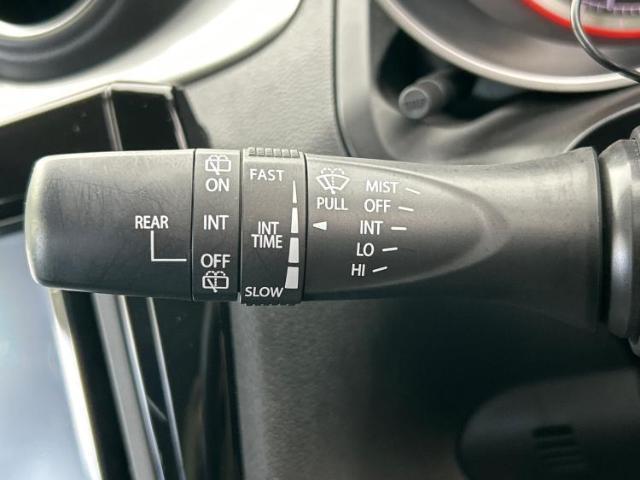 REAR
ON
INT
OFF
FAST
INT
TIME
SLOW
PULL
MIST
OFF
INT
LO
HI